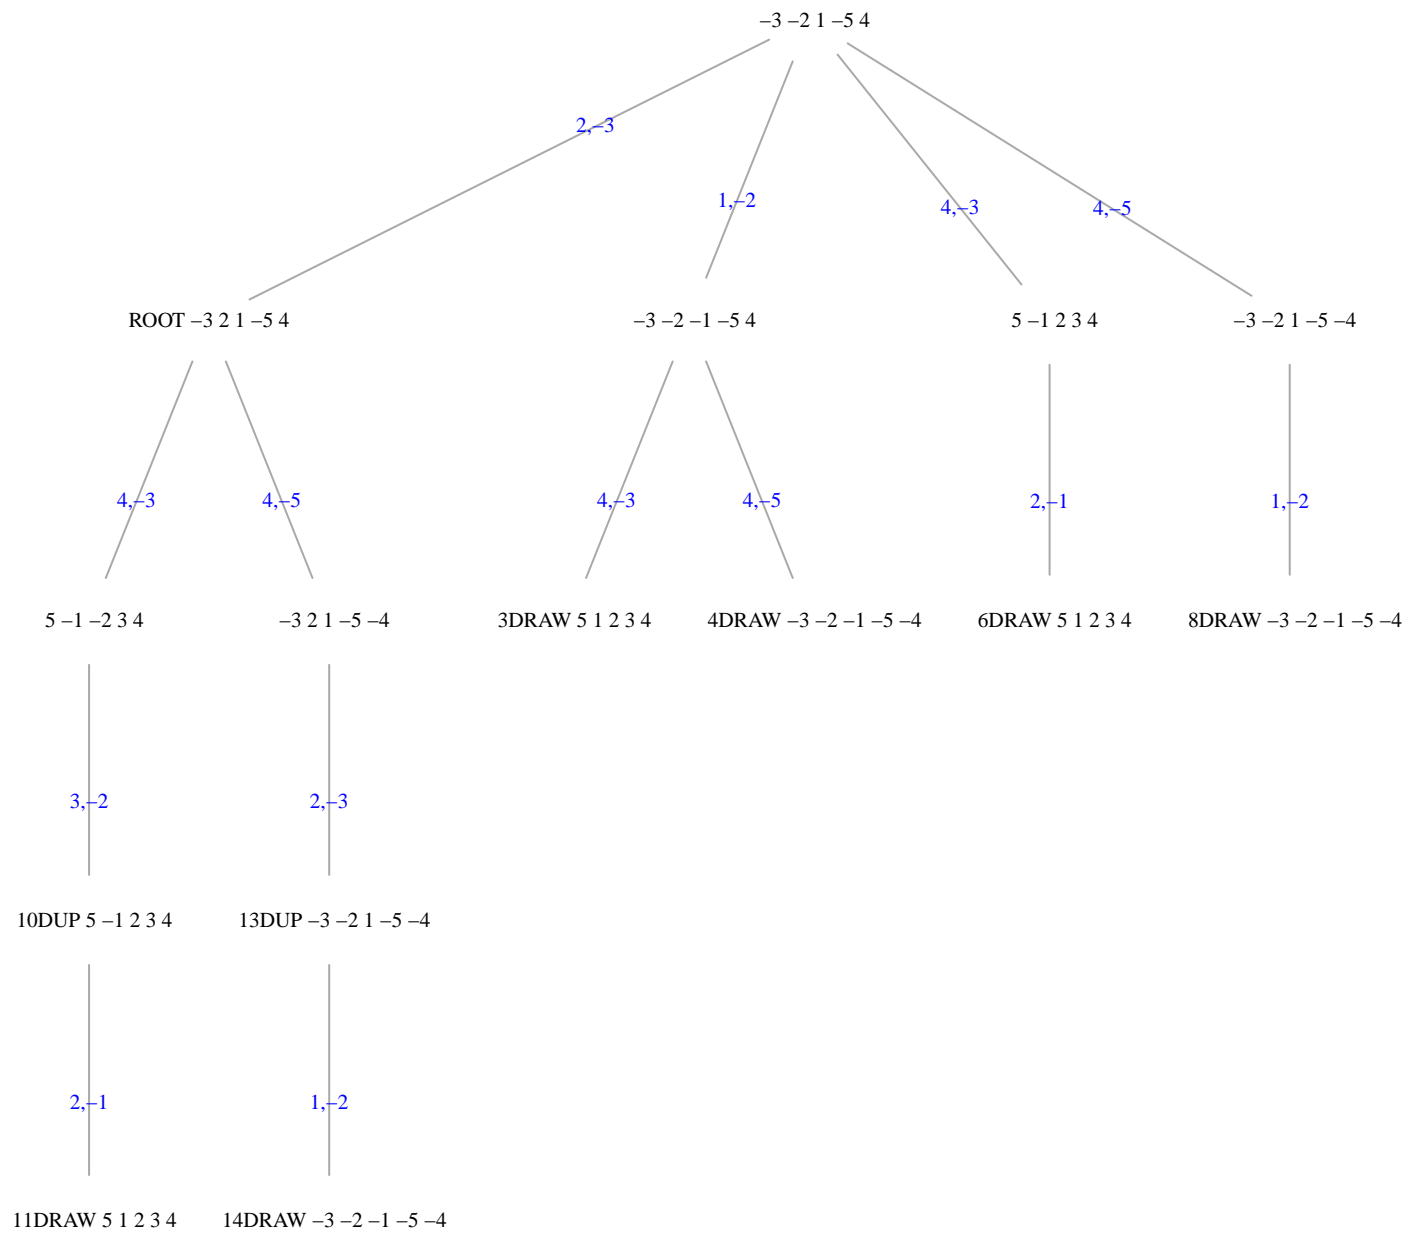 –3 –2 1 –5 4
2,–3
1,–2
4,–3
4,–5
ROOT –3 2 1 –5 4
–3 –2 –1 –5 4
5 –1 2 3 4
–3 –2 1 –5 –4
4,–3
4,–5
4,–3
4,–5
2,–1
1,–2
5 –1 –2 3 4
–3 2 1 –5 –4
3DRAW 5 1 2 3 4
4DRAW –3 –2 –1 –5 –4
6DRAW 5 1 2 3 4
8DRAW –3 –2 –1 –5 –4
3,–2
2,–3
10DUP 5 –1 2 3 4
13DUP –3 –2 1 –5 –4
2,–1
1,–2
11DRAW 5 1 2 3 4
14DRAW –3 –2 –1 –5 –4